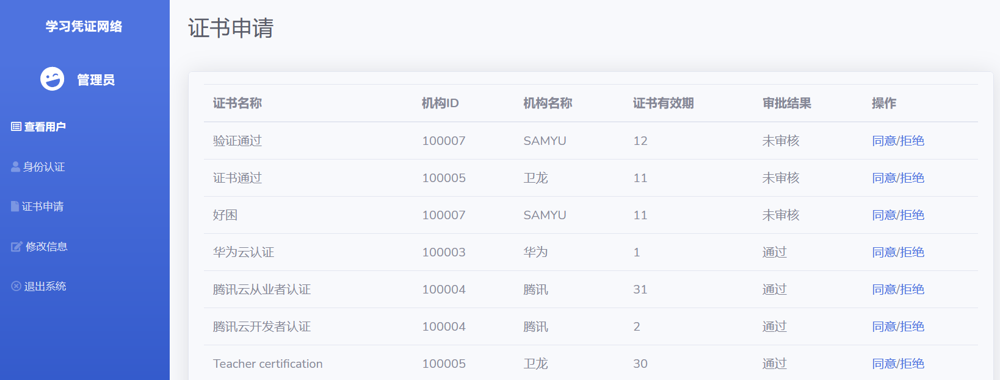 学习凭证网络
管理员
查看用户
身份认证
证书申请
修改信息
退出系统
证书申请
证书名称 机构ID 机构名称 证书有效期 审批结果 操作
验证通过 100007 SAMYU 12 未审核 同意/拒绝
证书通过 100005 卫龙 11 未审核 同意/拒绝
好困 100007 SAMYU 11 未审核 同意/拒绝
华为云认证 100003 华为 1 通过 同意/拒绝
腾讯云从业者认证 100004 腾讯 31 通过 同意/拒绝
腾讯云开发者认证 100004 腾讯 2 通过 同意/拒绝
Teacher certification 100005 卫龙 30 通过 同意/拒绝